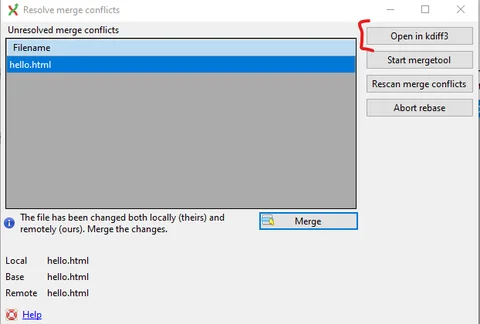 Resolve merge conflicts
Unresolved merge conflicts
Filename
hello.html
Open in kdiff3
Start mergetool
Rescan merge conflicts
Abort rebase
The file has been changed both locally (theirs) and
remotely (ours). Merge the changes.
Merge
Local hello.html
Base hello.html
Remote hello.html
Help